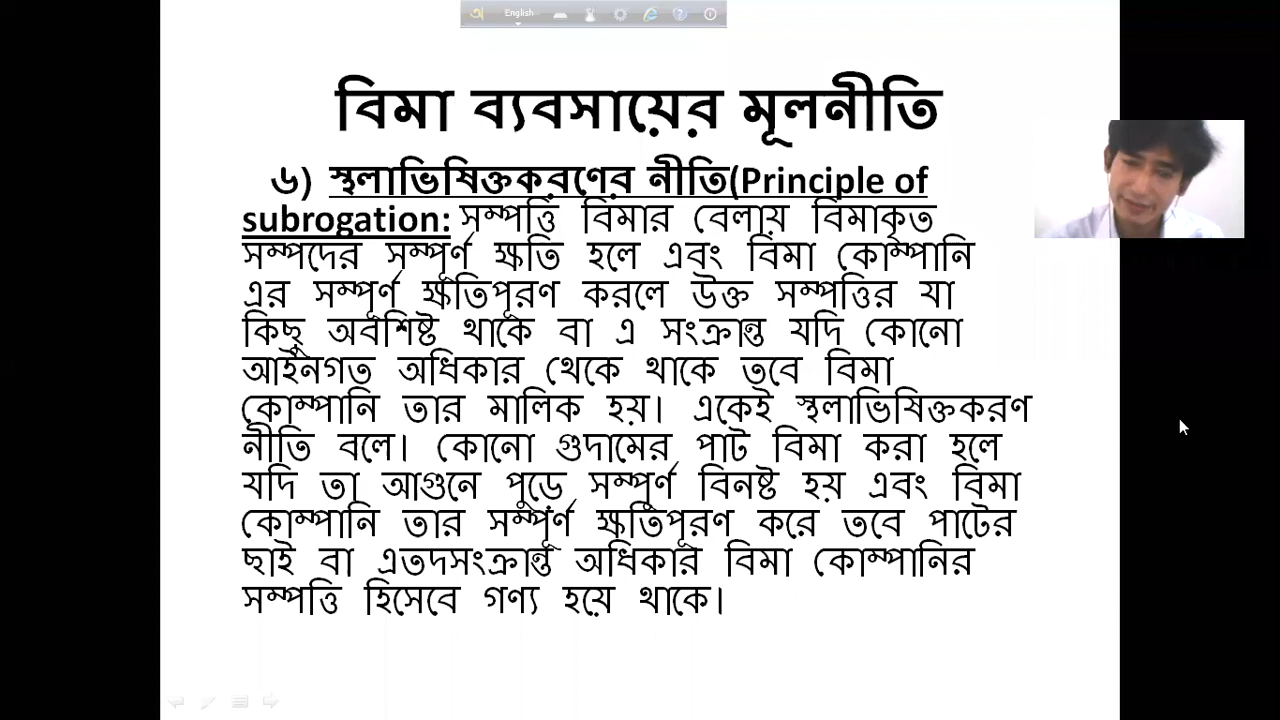 English
বিমা ব্যবসায়ের মূলনীতি
৬) স্থলাভিষিক্তকরণের নীতি(Principle of
subrogation: সম্পত্তি বিমার বেলায় বিমাকৃত
সম্পদের সম্পূর্ণ ক্ষতি হলে এবং বিমা কোম্পানি
এর সম্পূর্ণ ক্ষতিপূরণ করলে উক্ত সম্পত্তির যা
কিছু অবশিষ্ট থাকে বা এ সংক্রান্ত যদি কোনো
আইনগত অধিকার থেকে থাকে তবে বিমা
কোম্পানি তার মালিক হয়। একেই স্থলাভিষিক্তকরণ
নীতি বলে। কোনো গুদামের পাট বিমা করা হলে
যদি তা আগুনে পুড়ে সম্পুর্ণ বিনষ্ট হয় এবং বিমা
কোম্পানি তার সম্পূর্ণ ক্ষতিপূরণ করে তবে পাটের
ছাই বা এতদসংক্রান্ত অধিকার বিমা কোম্পানির
সম্পত্তি হিসেবে গণ্য হয়ে থাকে।